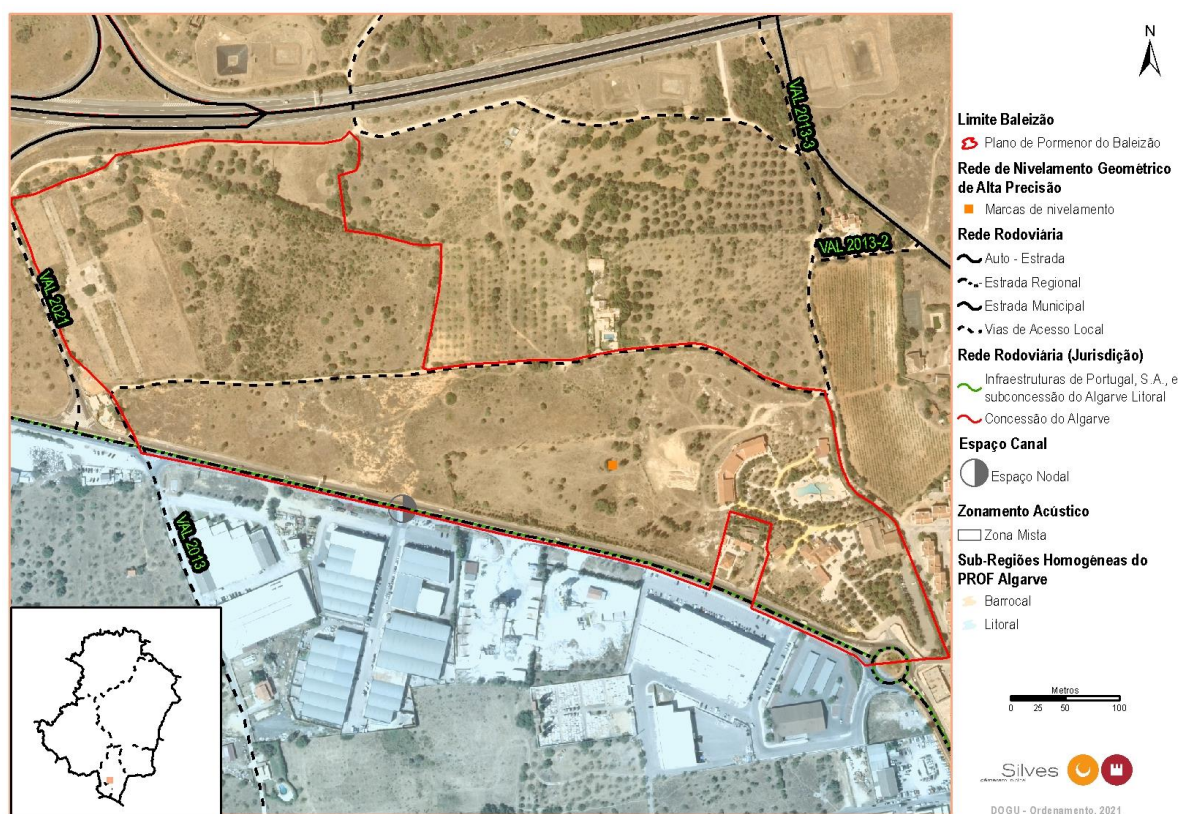 VAL 2013-3
VAL 2013-2
VAL 2021
VAL 2013
N
Limite Baleizão
Plano de Pormenor do Baleizão
Rede de Nivelamento Geométrico
de Alta Precisão
Marcas de nivelamento
Rede Rodoviária
Auto - Estrada
Estrada Regional
Estrada Municipal
Vias de Acesso Local
Rede Rodoviária (Jurisdição)
Infraestruturas de Portugal, S.A., e
subconcessão do Algarve Litoral
Concessão do Algarve
Espaço Canal
Espaço Nodal
Zonamento Acústico
Zona Mista
Sub-Regiões Homogéneas do
PROF Algarve
Barrocal
Litoral
Metros
0 25 50 100
Silves
DOGU - Ordenamento, 2021